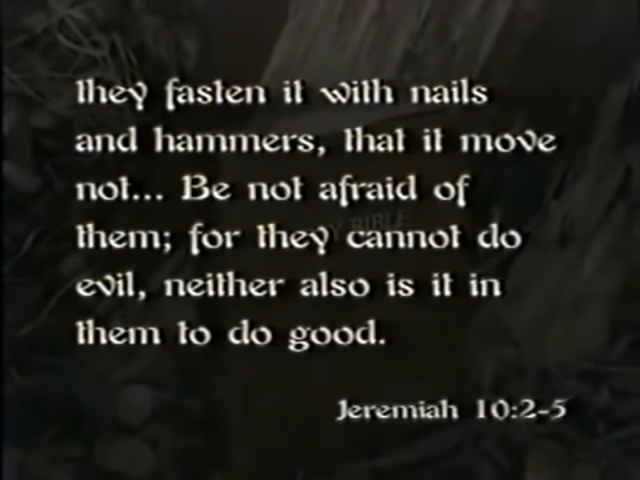 they fasten it with nails
and hammers, that it move
not... Be not afraid of
them; for they cannot do
evil, neither also is it in
them to do good.
Jeremiah 10:2-5
BIBLE